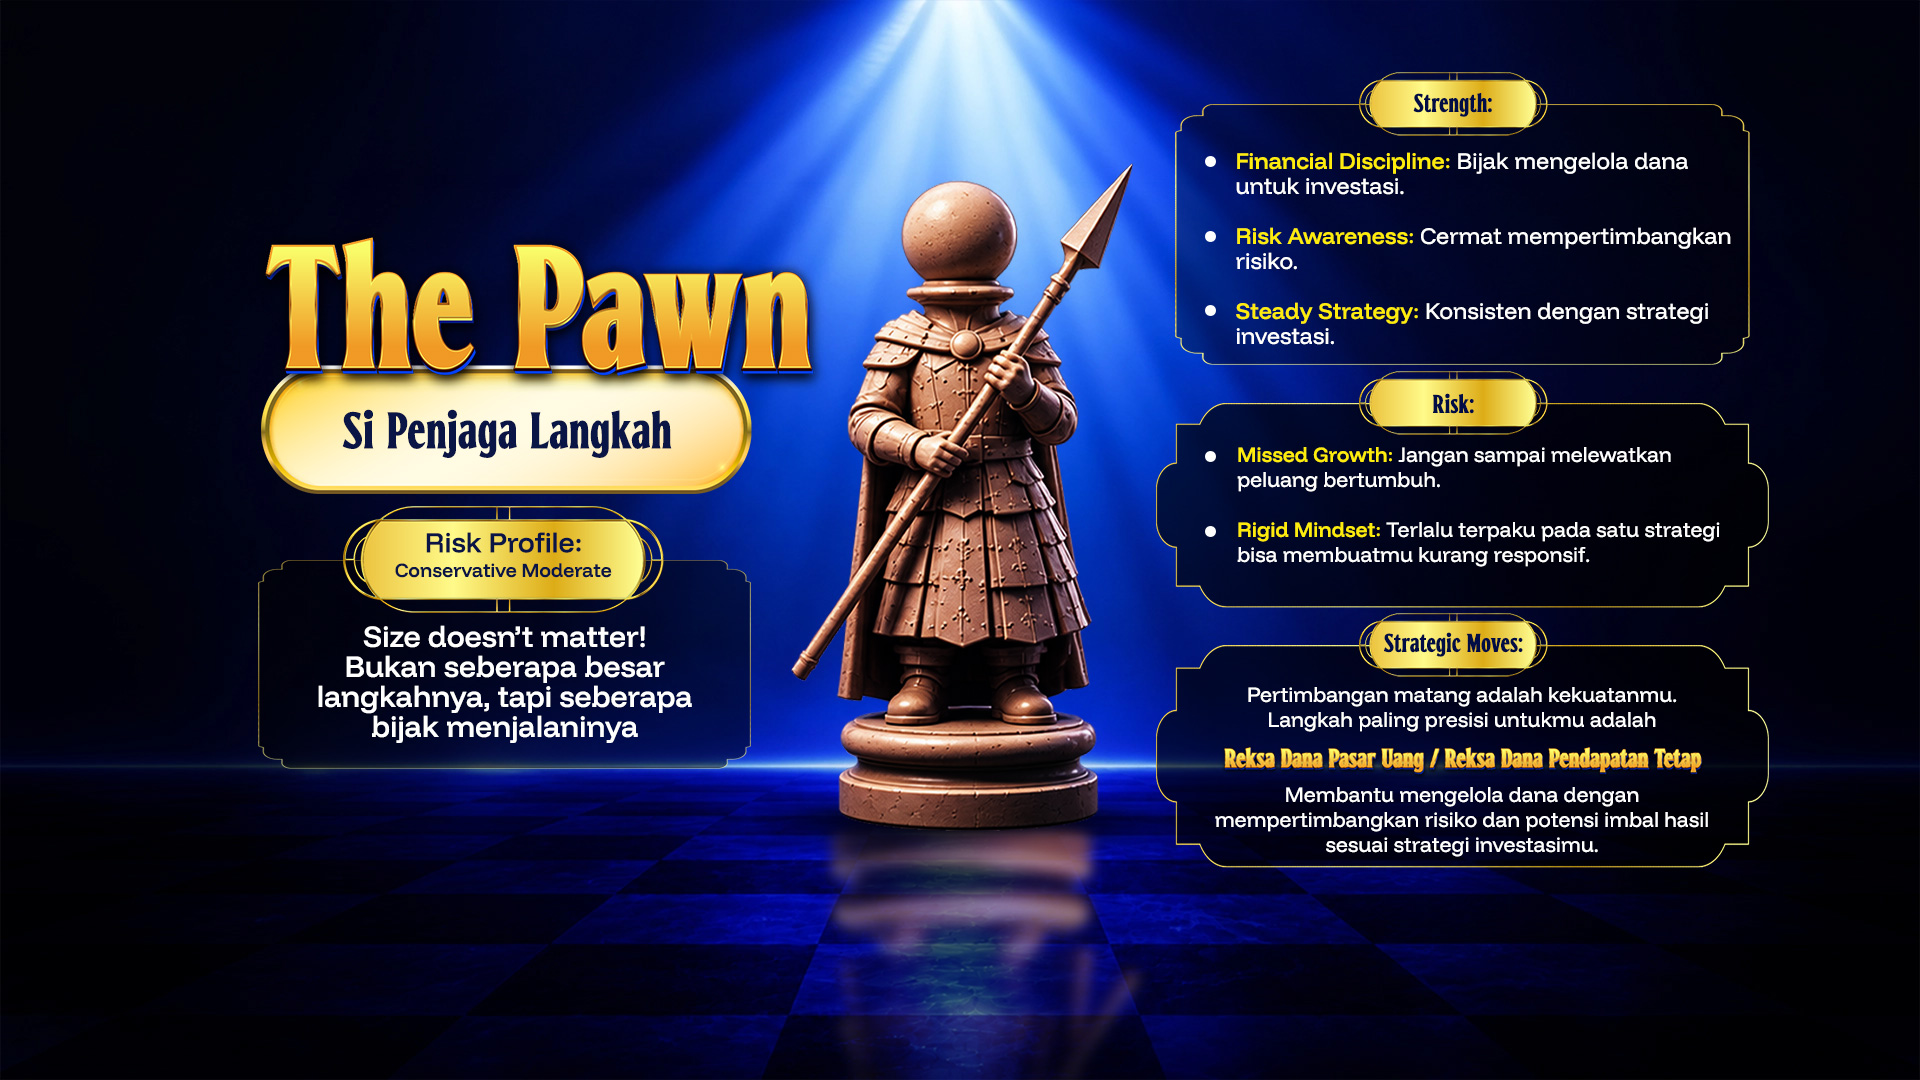 The Pawn
Si Penjaga Langkah
Risk Profile:
Conservative Moderate
Size doesn't matter!
Bukan seberapa besar
langkahnya, tapi seberapa
bijak menjalaninya
Strength:
Financial Discipline: Bijak mengelola dana
untuk investasi.
Risk Awareness: Cermat mempertimbangkan
risiko.
Steady Strategy: Konsisten dengan strategi
investasi.
Risk:
Missed Growth: Jangan sampai melewatkan
peluang bertumbuh.
Rigid Mindset: Terlalu terpaku pada satu strategi
bisa membuatmu kurang responsif.
Strategic Moves:
Pertimbangan matang adalah kekuatanmu.
Langkah paling presisi untukmu adalah
Reksa Dana Pasar Uang / Reksa Dana Pendapatan Tetap
Membantu mengelola dana dengan
mempertimbangkan risiko dan potensi imbal hasil
sesuai strategi investasimu.